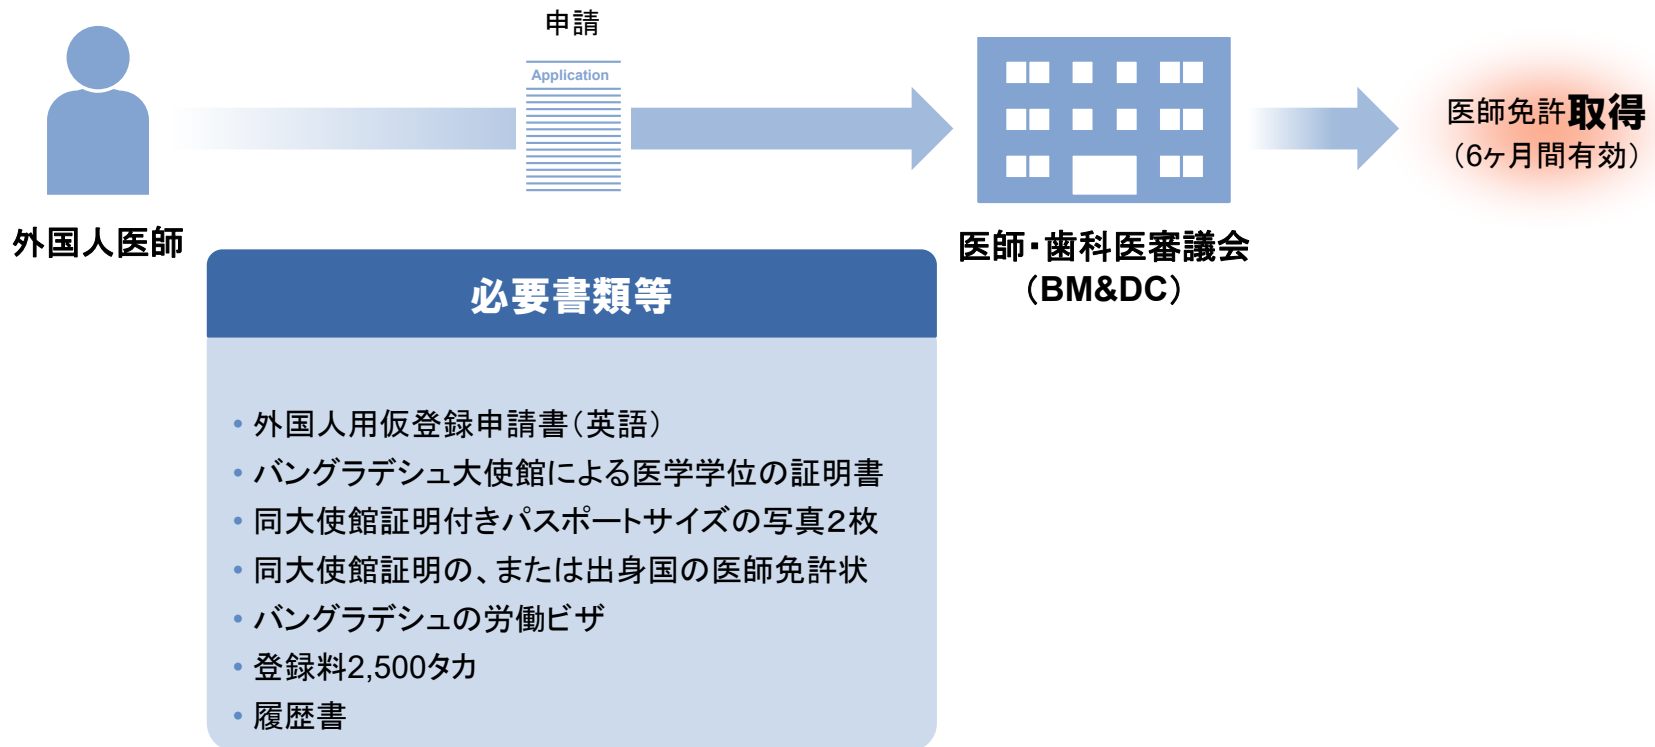 申請
Application
外国人医師
医師・歯科医審議会
（BM&DC）
医師免許取得
（6ヶ月間有効）
必要書類等
• 外国人用仮登録申請書（英語）
• バングラデシュ大使館による医学学位の証明書
• 同大使館証明付きパスポートサイズの写真２枚
• 同大使館証明の、または出身国の医師免許状
• バングラデシュの労働ビザ
• 登録料2,500タカ
• 履歴書